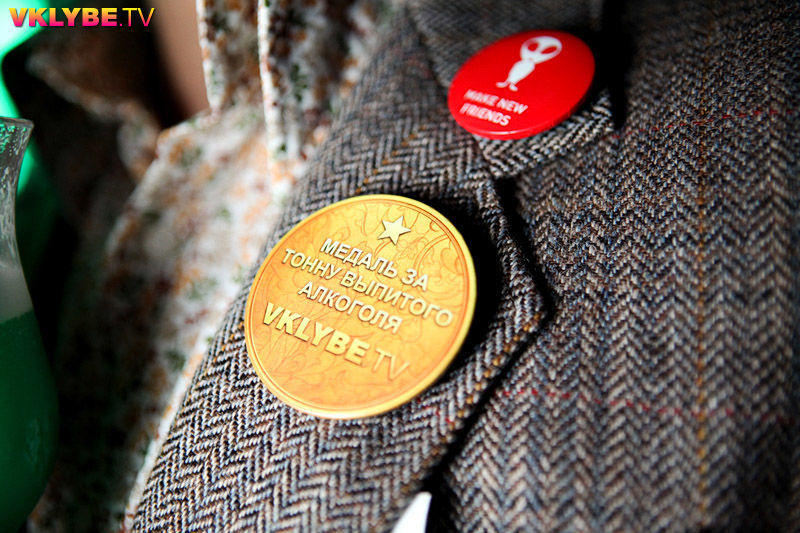 VKLYBE.TV
MAKE NEW
FRIENDS
МЕДАЛЬ ЗА
ТОННУ ВЫПИТОГО
АЛКОГОЛЯ
VKLYBE.TV